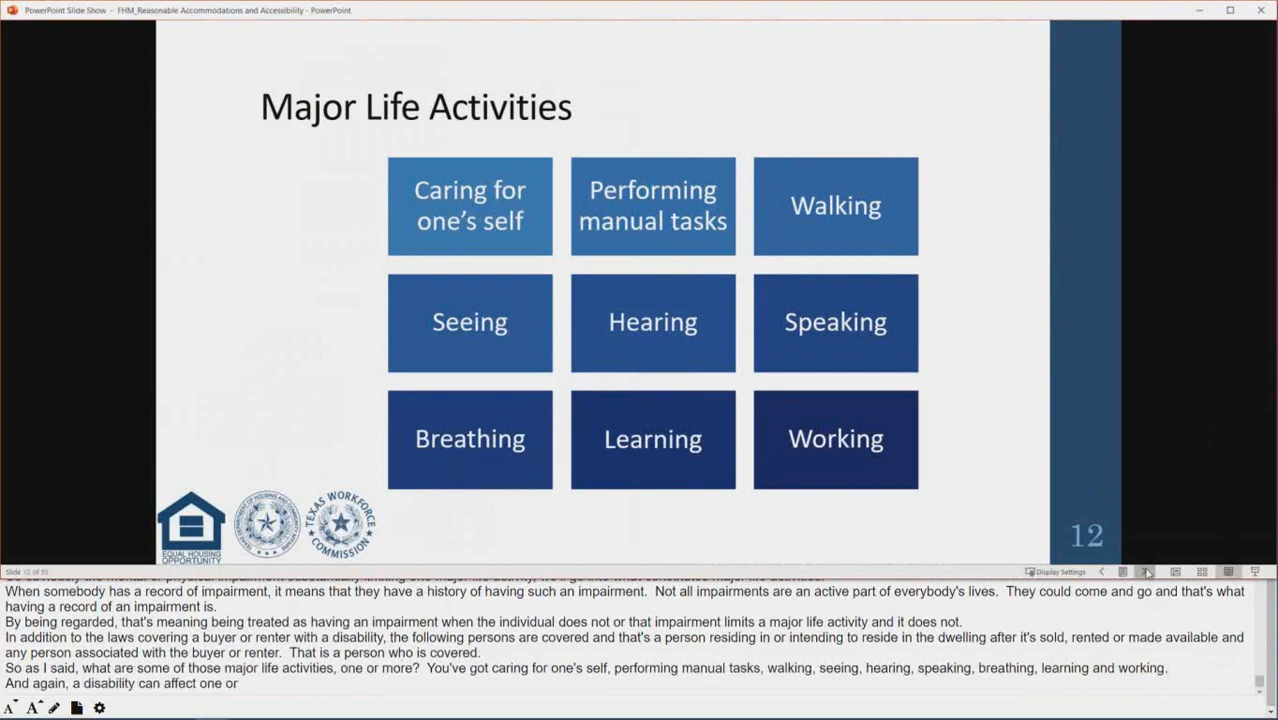 PowerPoint Slide Show - FHM_Reasonable Accommodations and Accessibility - PowerPoint
Major Life Activities
Caring for
one's self
Performing
manual tasks
Walking
Seeing
Hearing
Speaking
Breathing
Learning
Working
EQUAL HOUSING
OPPORTUNITY
TEXAS WORKFORCE
COMMISSION
12
Slide 12 of 55
Display Settings
When somebody has a record of impairment, it means that they have a history of having such an impairment. Not all impairments are an active part of everybody's lives. They could come and go and that's what
having a record of an impairment is.
By being regarded, that's meaning being treated as having an impairment when the individual does not or that impairment limits a major life activity and it does not.
In addition to the laws covering a buyer or renter with a disability, the following persons are covered and that's a person residing in or intending to reside in the dwelling after it's sold, rented or made available and
any person associated with the buyer or renter. That is a person who is covered.
So as I said, what are some of those major life activities, one or more? You've got caring for one's self, performing manual tasks, walking, seeing, hearing, speaking, breathing, learning and working.
And again, a disability can affect one or
A
A